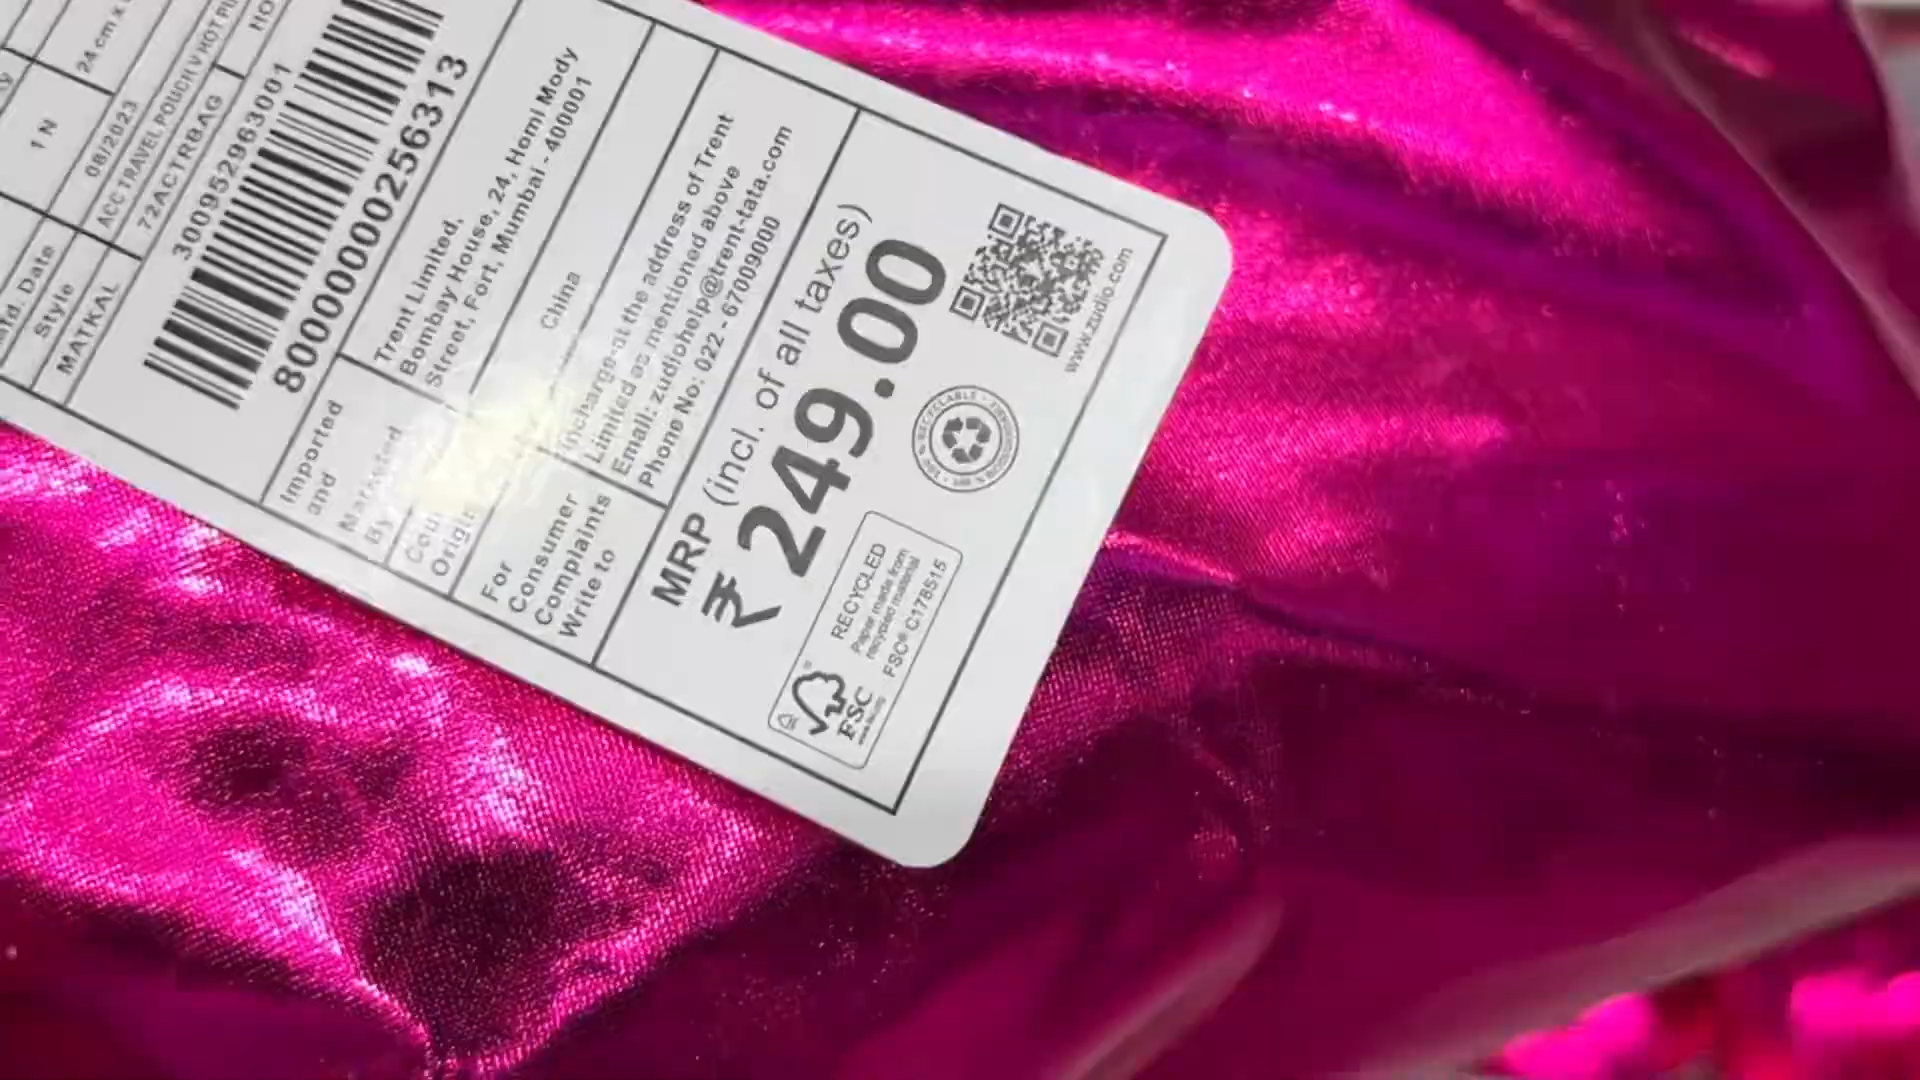 24 cm x
1 N
08/2023
Mfd. Date
ACC TRAVEL POUCH V HOT PI
Style
72ACTRBAG
MATKAL
NO
300952963001
8000000000256313
Imported
and
Marketed
By
Trent Limited,
Bombay House, 24, Homi Mody
Street, Fort, Mumbai - 400001
Origin
China
For
Consumer
Complaints
Write to
Incharge at the address of Trent
Limited as mentioned above
Email: zudiohelp@trent-tata.com
Phone No: 022 - 67009000
MRP (incl. of all taxes)
₹ 249.00
www.zudio.com
RECYCLED
Paper made from
recycled material
FSC® C178515
FSC